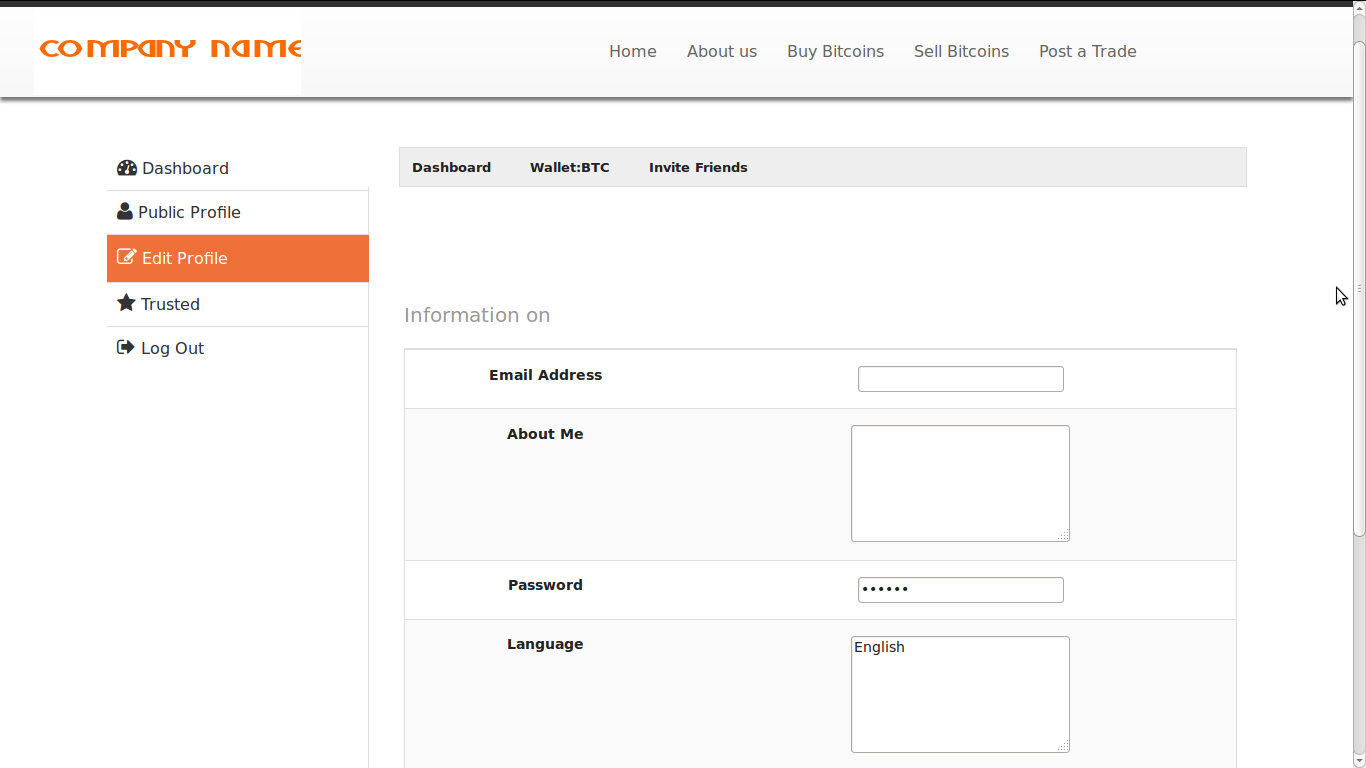 COMPANY NAME
Home About us Buy Bitcoins Sell Bitcoins Post a Trade
Dashboard
Public Profile
Edit Profile
Trusted
Log Out
Dashboard Wallet:BTC Invite Friends
Information on
Email Address
About Me
Password ••••••
Language English